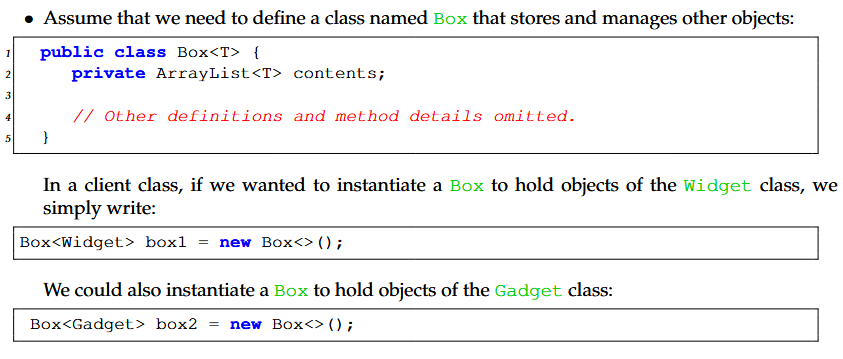 • Assume that we need to define a class named Box that stores and manages other objects:
1 public class Box<T> {
2 private ArrayList<T> contents;
3
4 // Other definitions and method details omitted.
5 }
In a client class, if we wanted to instantiate a Box to hold objects of the Widget class, we
simply write:
Box<Widget> box1 = new Box<>();
We could also instantiate a Box to hold objects of the Gadget class:
Box<Gadget> box2 = new Box<>();